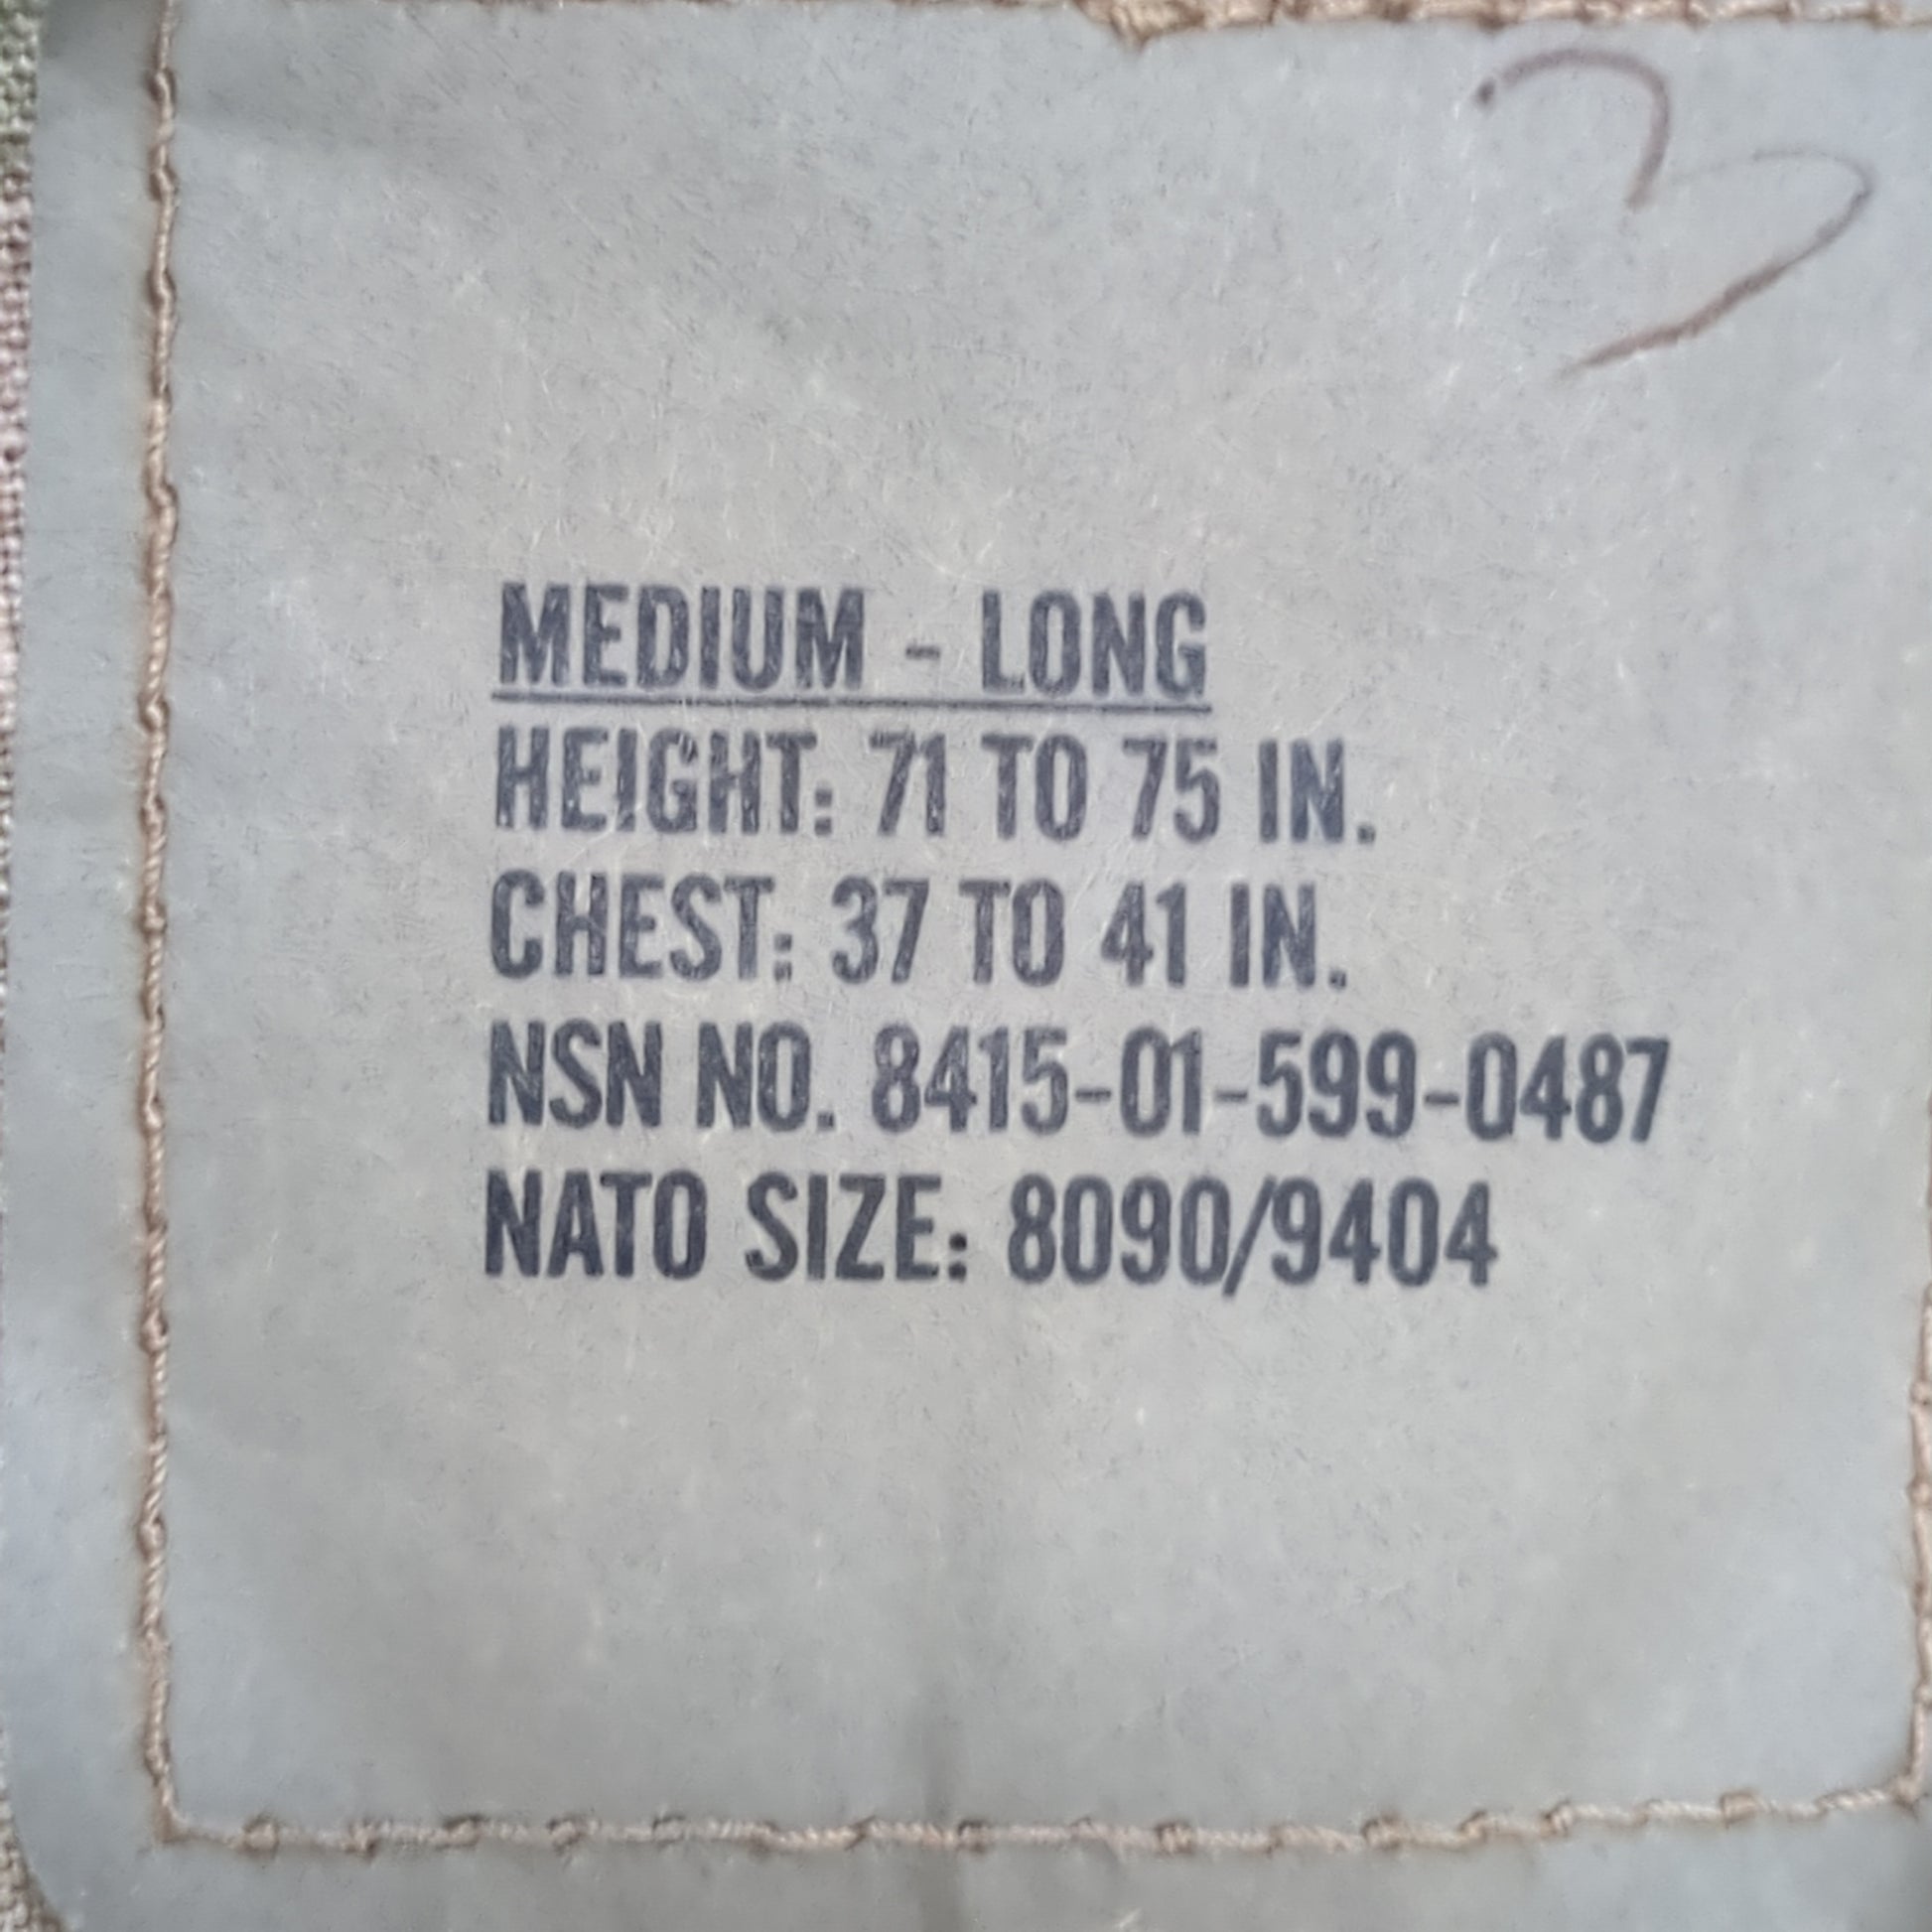 3
MEDIUM - LONG
HEIGHT: 71 TO 75 IN.
CHEST: 37 TO 41 IN.
NSN NO. 8415-01-599-0487
NATO SIZE: 8090/9404